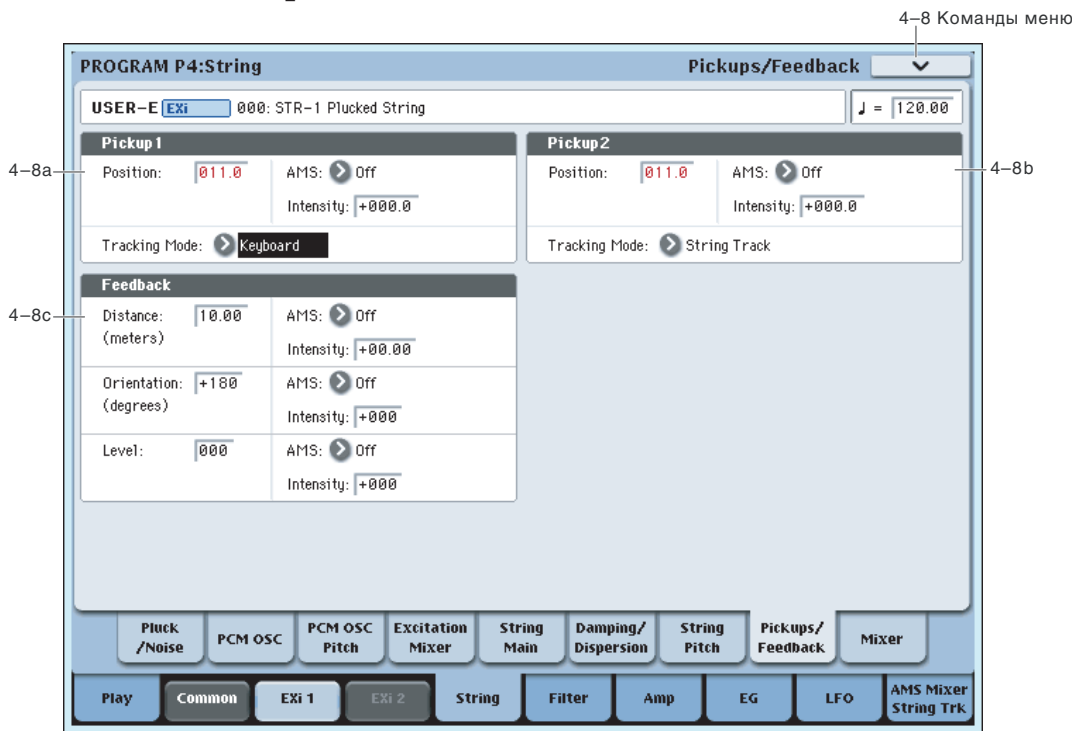 4–8 Команды меню
PROGRAM P4:String
Pickups/Feedback
USER–E EXi 000: STR–1 Plucked String
♩ = 120.00
Pickup1
4–8a
Position: 011.0 AMS: Off
Intensity: +000.0
Tracking Mode: Keyboard
Pickup2
Position: 011.0 AMS: Off
4–8b
Intensity: +000.0
Tracking Mode: String Track
Feedback
4–8c
Distance: 10.00 AMS: Off
(meters)
Intensity: +00.00
Orientation: +180 AMS: Off
(degrees)
Intensity: +000
Level: 000 AMS: Off
Intensity: +000
Pluck
/Noise
PCM OSC
PCM OSC
Pitch
Excitation
Mixer
String
Main
Damping/
Dispersion
String
Pitch
Pickups/
Feedback
Mixer
Play
Common
EXi 1
EXi 2
String
Filter
Amp
EG
LFO
AMS Mixer
String Trk